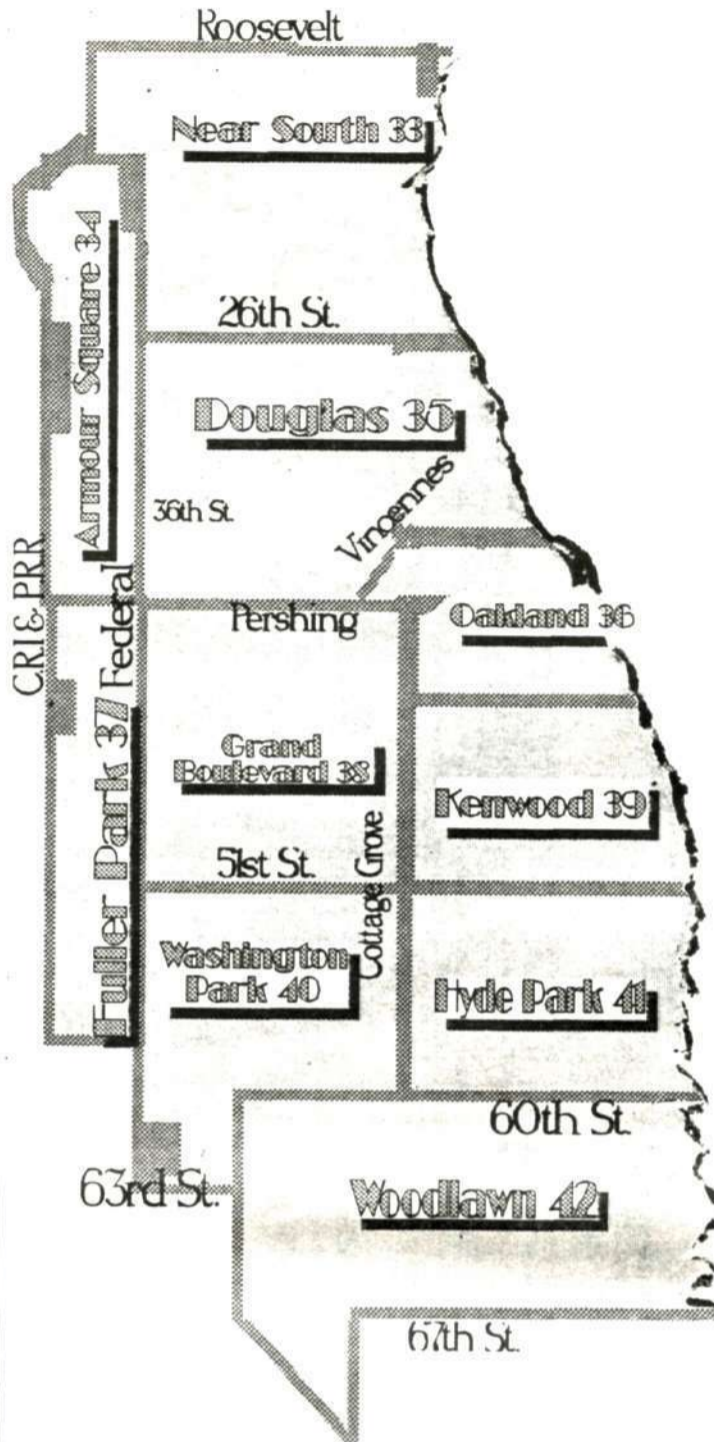 Roosevelt
Near South 33
Armour Square 34
26th St.
Douglas 35
36th St.
Vincennes
C.R.I & P.RR
Federal
Pershing
Oakland 36
Fuller Park 37
Grand
Boulevard 38
Kenwood 39
51st St.
Cottage Grove
Washington
Park 40
Hyde Park 41
60th St.
63rd St.
Woodlawn 42
67th St.